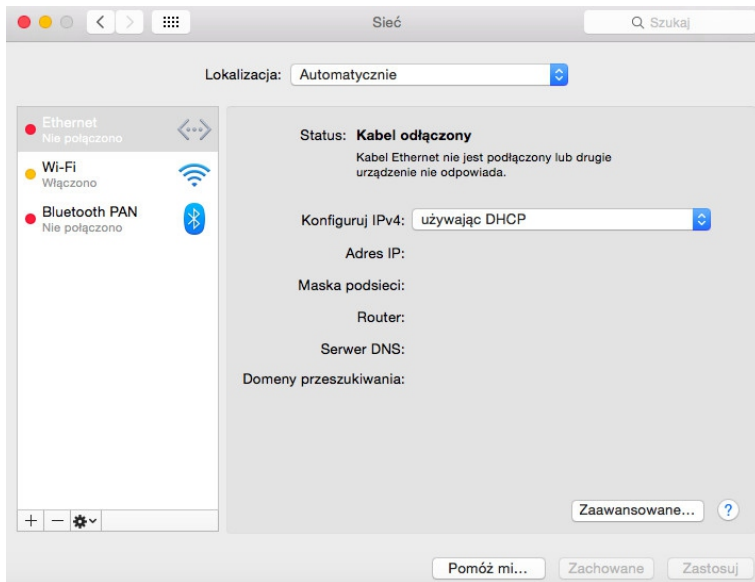 Sieć
Szukaj
Lokalizacja: Automatycznie
Ethernet
Nie połączono
Wi-Fi
Włączono
Bluetooth PAN
Nie połączono
Status: Kabel odłączony
Kabel Ethernet nie jest podłączony lub drugie
urządzenie nie odpowiada.
Konfiguruj IPv4: używając DHCP
Adres IP:
Maska podsieci:
Router:
Serwer DNS:
Domeny przeszukiwania:
Zaawansowane... ?
Pomóż mi... Zachowane Zastosuj